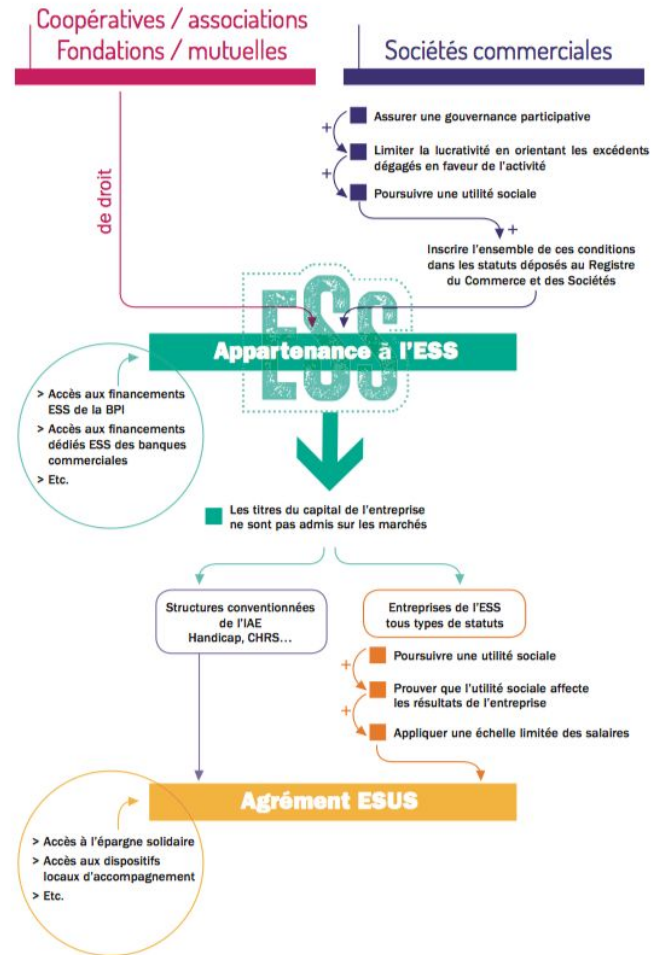 Coopératives / associations
Fondations / mutuelles
Sociétés commerciales
de droit
+
Assurer une gouvernance participative
+
Limiter la lucrativité en orientant les excédents
dégagés en faveur de l'activité
Poursuivre une utilité sociale
+
Inscrire l'ensemble de ces conditions
dans les statuts déposés au Registre
du Commerce et des Sociétés
ESS
Appartenance à l'ESS
> Accès aux financements
ESS de la BPI
> Accès aux financements
dédiés ESS des banques
commerciales
> Etc.
Les titres du capital de l'entreprise
ne sont pas admis sur les marchés
Structures conventionnées
de l'IAE
Handicap, CHRS...
Entreprises de l'ESS
tous types de statuts
+
Poursuivre une utilité sociale
Prouver que l'utilité sociale affecte
les résultats de l'entreprise
+
Appliquer une échelle limitée des salaires
Agrément ESUS
> Accès à l'épargne solidaire
> Accès aux dispositifs
locaux d'accompagnement
> Etc.